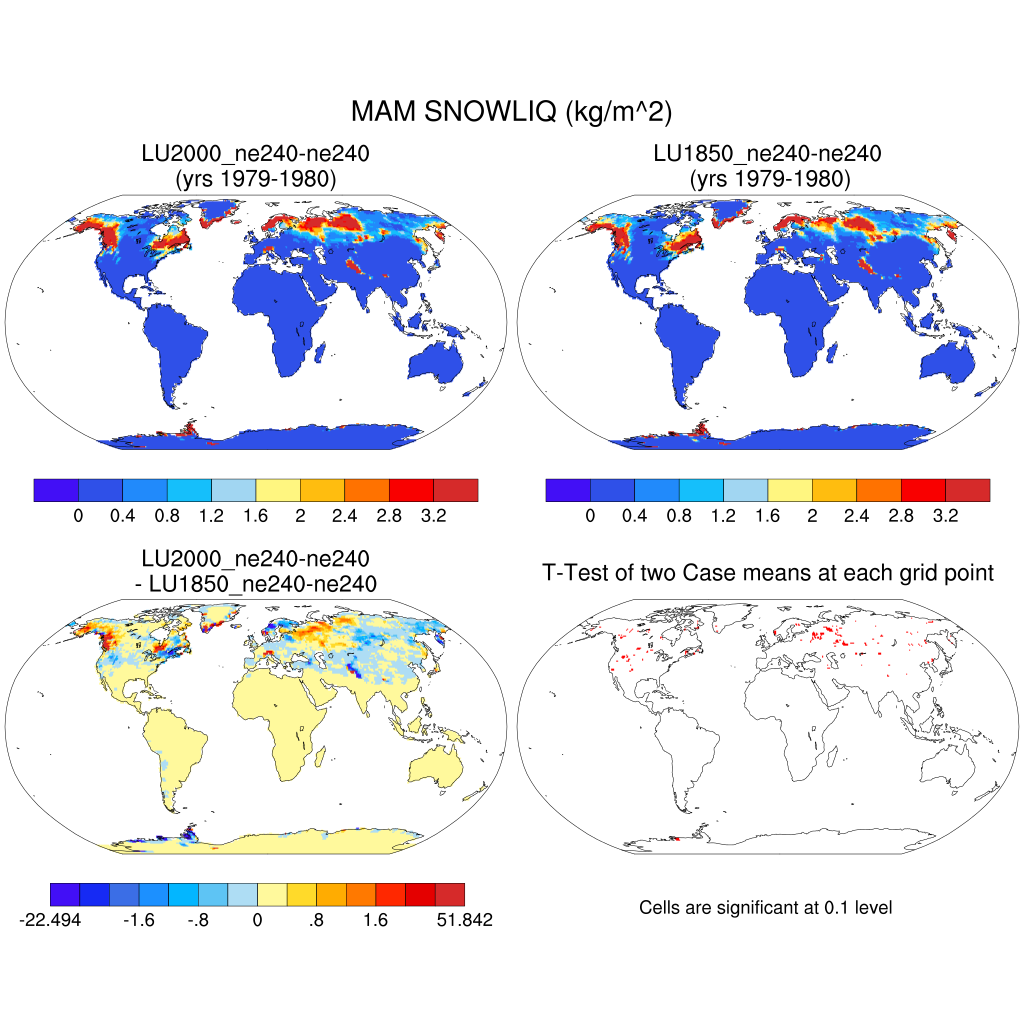 MAM SNOWLIQ (kg/m^2)
LU2000_ne240-ne240
(yrs 1979-1980)
LU1850_ne240-ne240
(yrs 1979-1980)
0 0.4 0.8 1.2 1.6 2 2.4 2.8 3.2
0 0.4 0.8 1.2 1.6 2 2.4 2.8 3.2
LU2000_ne240-ne240
- LU1850_ne240-ne240
T-Test of two Case means at each grid point
-22.494 -1.6 -.8 0 .8 1.6 51.842
Cells are significant at 0.1 level